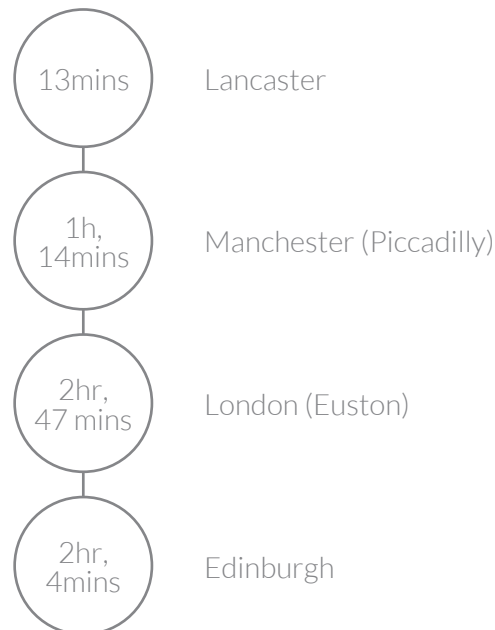 13mins
Lancaster
1h,
14mins
Manchester (Piccadilly)
2hr,
47 mins
London (Euston)
2hr,
4mins
Edinburgh